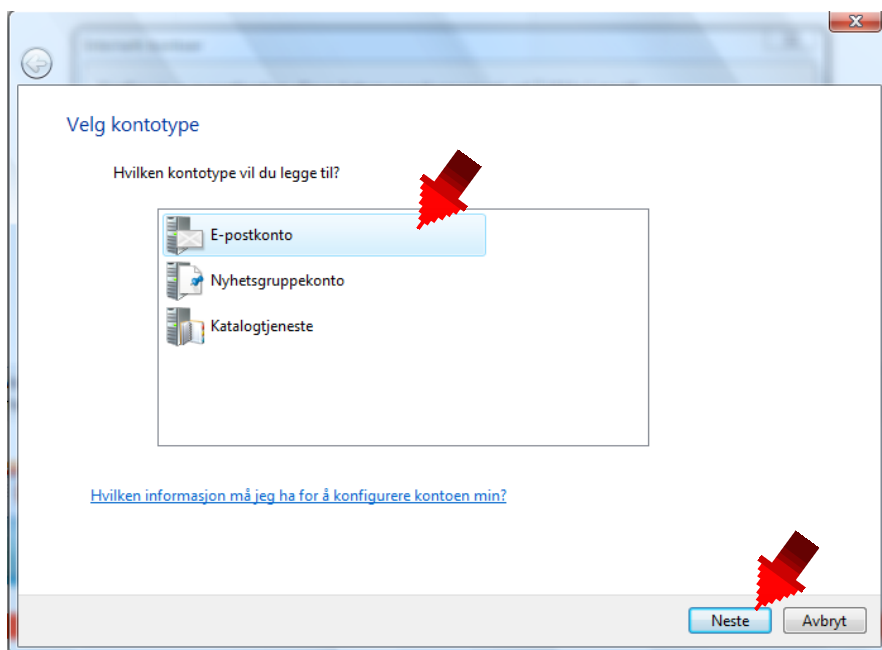 Velg kontotype
Hvilken kontotype vil du legge til?
E-postkonto
Nyhetsgruppekonto
Katalogtjeneste
Hvilken informasjon må jeg ha for å konfigurere kontoen min?
Neste
Avbryt